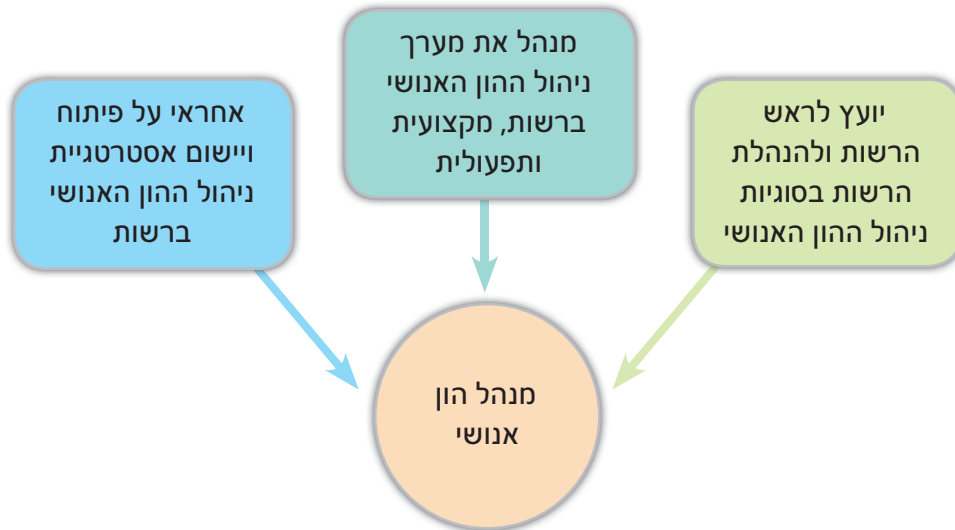 יועץ לראש
הרשות ולהנהלת
הרשות בסוגיות
ניהול ההון האנושי
מנהל את מערך
ניהול ההון האנושי
ברשות, מקצועית
ותפעולית
אחראי על פיתוח
ויישום אסטרטגיית
ניהול ההון האנושי
ברשות
מנהל הון
אנושי